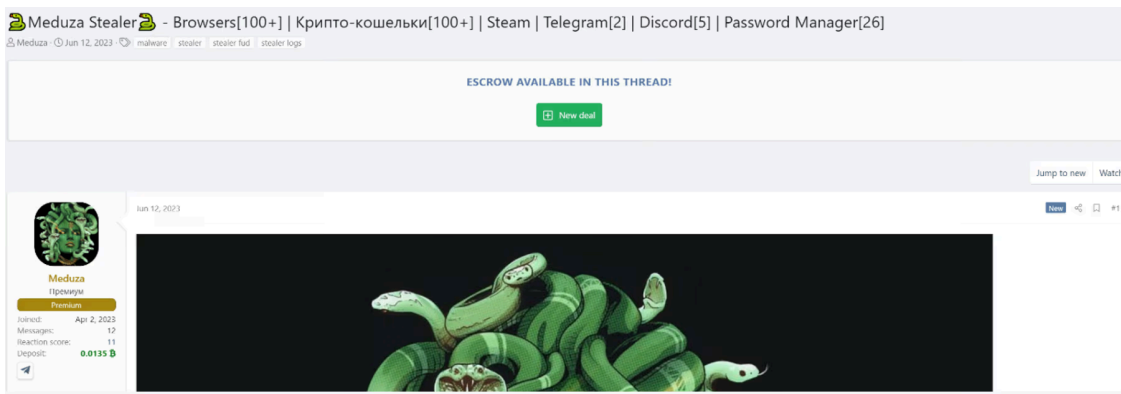 Meduza Stealer - Browsers[100+] | Крипто-кошельки[100+] | Steam | Telegram[2] | Discord[5] | Password Manager[26]
Meduza · Jun 12, 2023 · malware stealer stealer fud stealer logs
ESCROW AVAILABLE IN THIS THREAD!
New deal
Jump to new Watch
Jun 12, 2023 New #1
Meduza
Премиум
Premium
Joined: Apr 2, 2023
Messages: 12
Reaction score: 11
Deposit: 0.0135 ₿